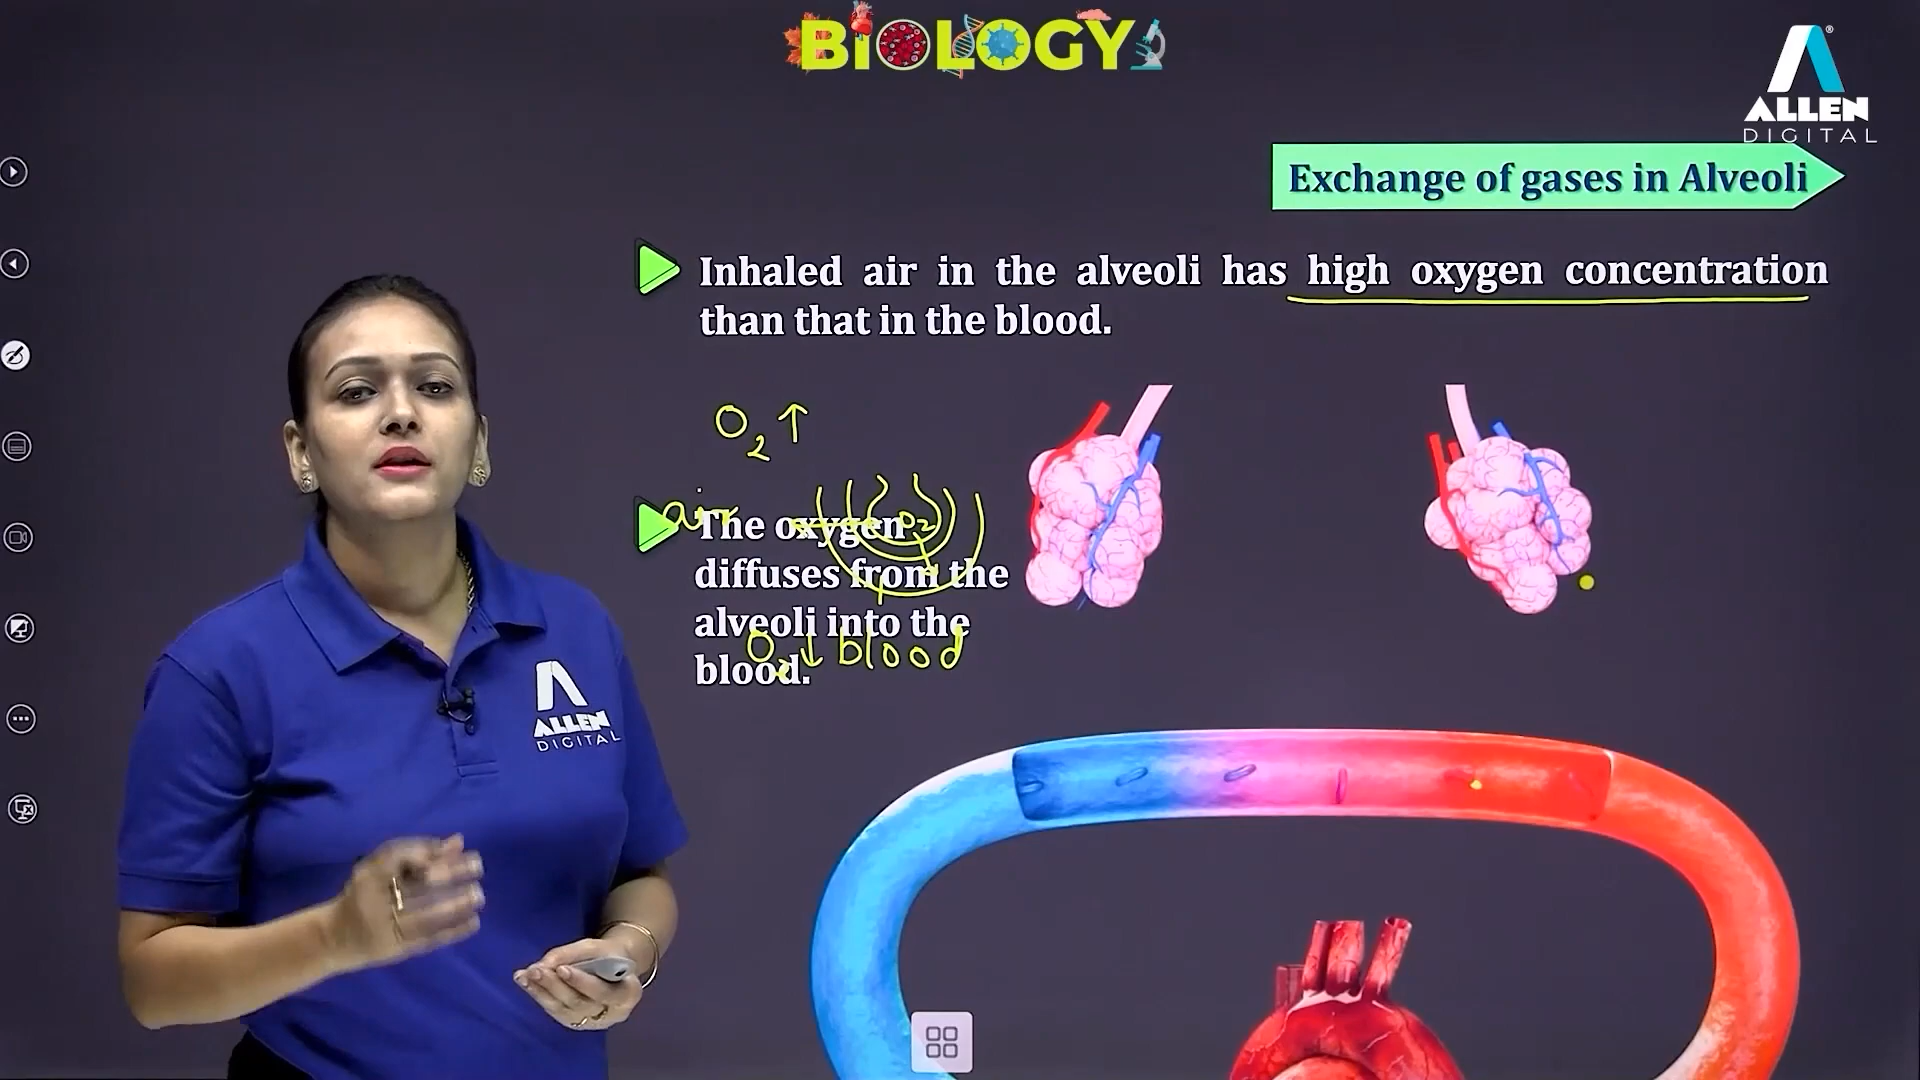 BIOLOGY
ALLEN
DIGITAL
Exchange of gases in Alveoli
Inhaled air in the alveoli has high oxygen concentration
than that in the blood.
O₂ ↑
air
The oxygen
O₂
diffuses from the
alveoli into the
O₂ ↓ blood
blood.
ALLEN
DIGITAL